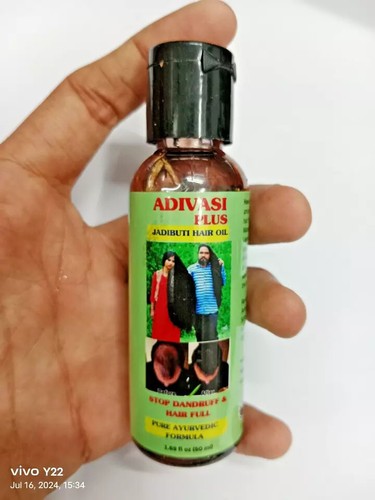 ADIVASI
PLUS
JADIBUTI HAIR OIL
STOP DANDRUFF &
HAIR FULL
PURE AYURVEDIC
FORMULA
1.69 fl oz (50 ml)
vivo Y22
Jul 16, 2024, 15:34